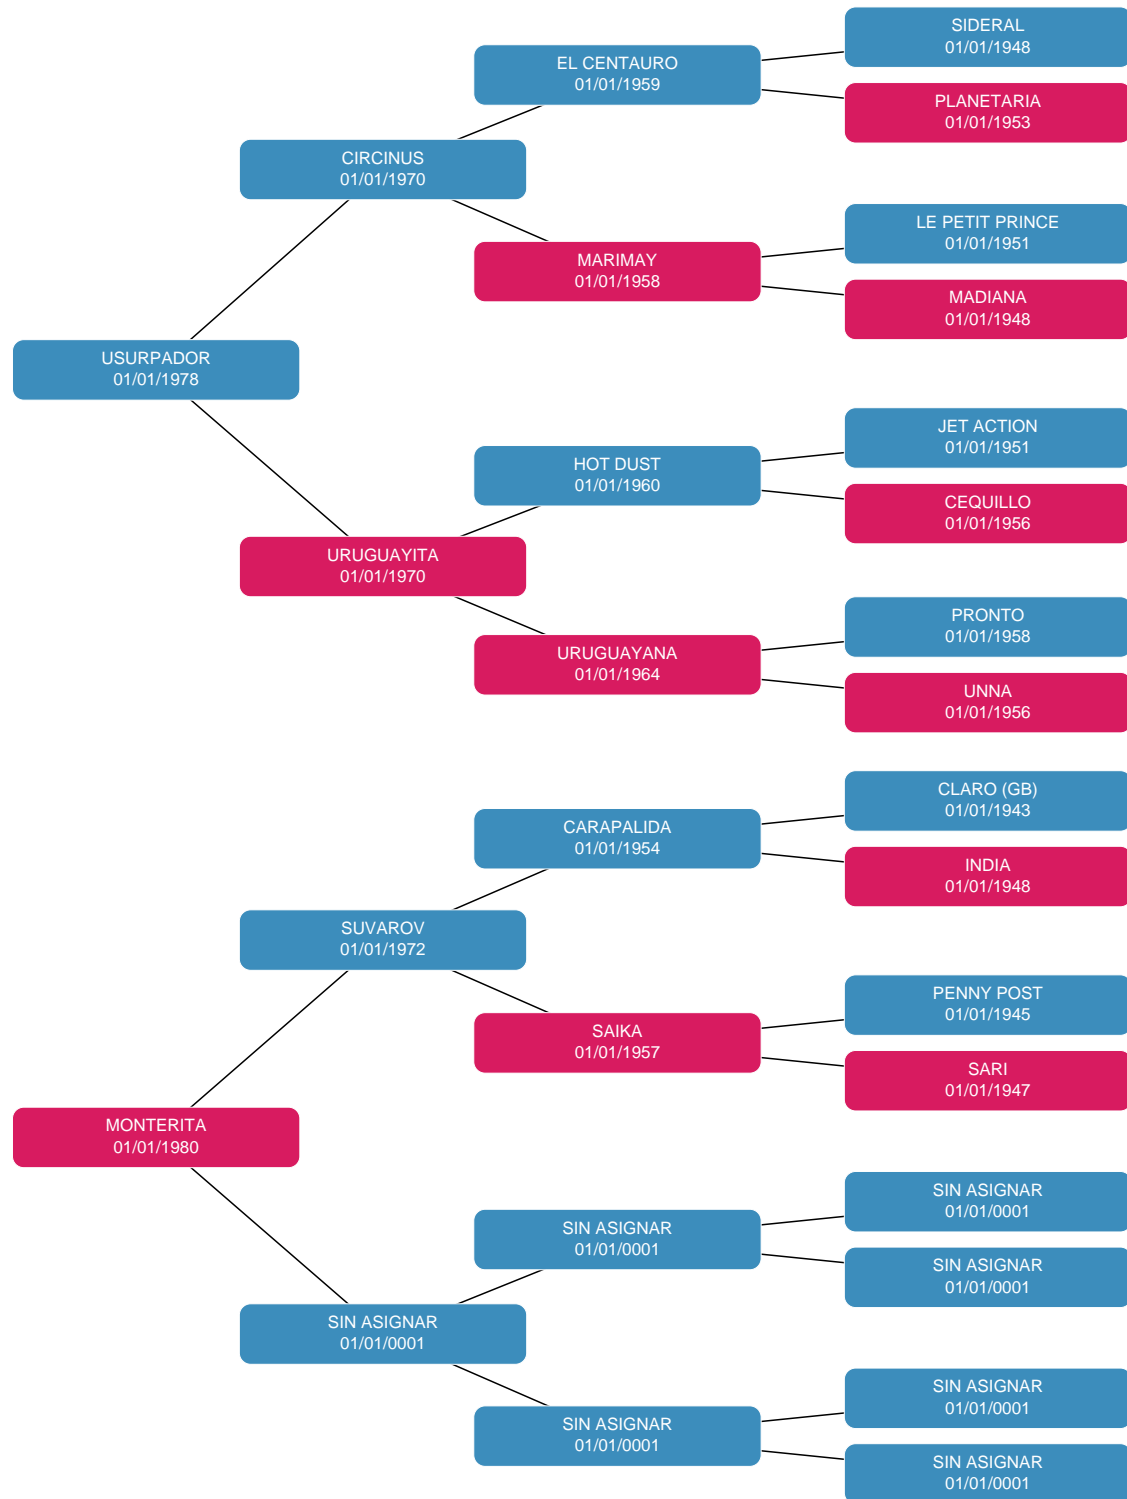 SIDERAL
01/01/1948
EL CENTAURO
01/01/1959
PLANETARIA
01/01/1953
CIRCINUS
01/01/1970
LE PETIT PRINCE
01/01/1951
MARIMAY
01/01/1958
MADIANA
01/01/1948
USURPADOR
01/01/1978
JET ACTION
01/01/1951
HOT DUST
01/01/1960
CEQUILLO
01/01/1956
URUGUAYITA
01/01/1970
PRONTO
01/01/1958
URUGUAYANA
01/01/1964
UNNA
01/01/1956
CLARO (GB)
01/01/1943
CARAPALIDA
01/01/1954
INDIA
01/01/1948
SUVAROV
01/01/1972
PENNY POST
01/01/1945
SAIKA
01/01/1957
SARI
01/01/1947
MONTERITA
01/01/1980
SIN ASIGNAR
01/01/0001
SIN ASIGNAR
01/01/0001
SIN ASIGNAR
01/01/0001
SIN ASIGNAR
01/01/0001
SIN ASIGNAR
01/01/0001
SIN ASIGNAR
01/01/0001
SIN ASIGNAR
01/01/0001